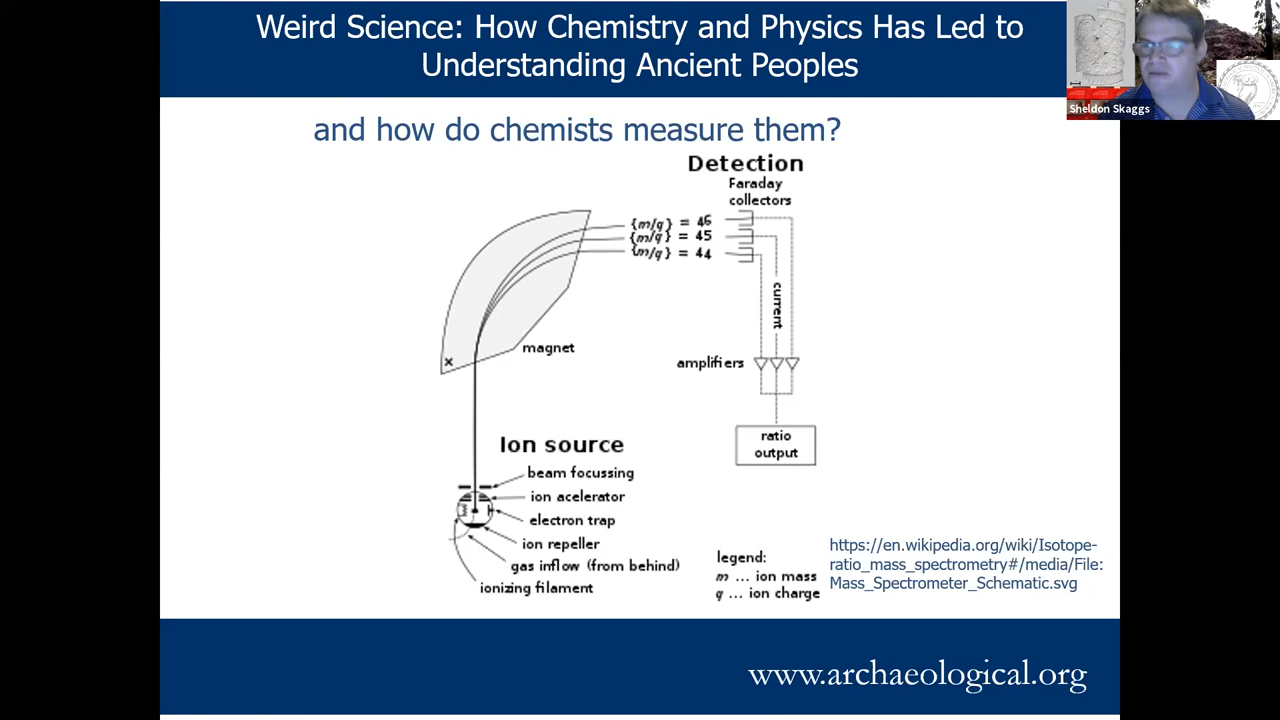 Weird Science: How Chemistry and Physics Has Led to
Understanding Ancient Peoples
Sheldon Skaggs
and how do chemists measure them?
Detection
Faraday
collectors
{m/q} = 46
{m/q} = 45
{m/q} = 44
current
magnet
x
amplifiers
ratio
output
Ion source
beam focussing
ion acelerator
electron trap
ion repeller
gas inflow (from behind)
ionizing filament
legend:
m ... ion mass
q ... ion charge
https://en.wikipedia.org/wiki/Isotope-
ratio_mass_spectrometry#/media/File:
Mass_Spectrometer_Schematic.svg
www.archaeological.org